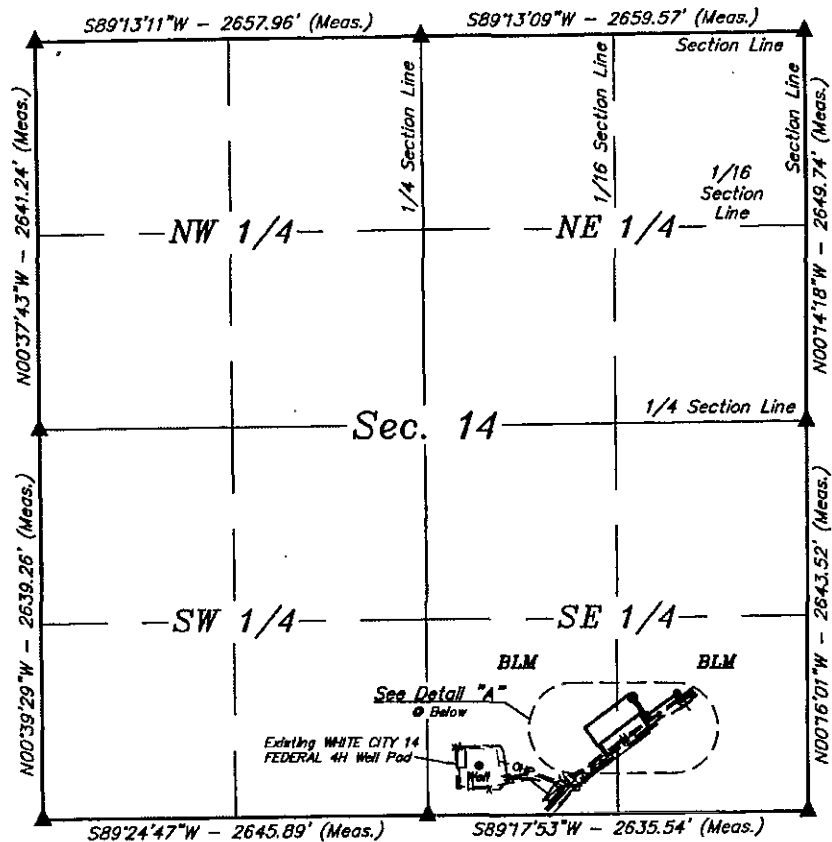 S89°13'11"W - 2657.96' (Meas.)
S89°13'09"W - 2659.57' (Meas.)
Section Line
N00°37'43"W - 2641.24' (Meas.)
1/4 Section Line
1/16 Section Line
Section Line
N00°14'18"W - 2649.74' (Meas.)
1/16
Section
Line
NW 1/4
NE 1/4
Sec. 14
1/4 Section Line
N00°39'29"W - 2639.26' (Meas.)
N00°16'01"W - 2643.52' (Meas.)
SW 1/4
SE 1/4
BLM
BLM
See Detail "A"
@ Below
Existing WHITE CITY 14
FEDERAL 4H Well Pad
Well
OHP
S89°24'47"W - 2645.89' (Meas.)
S89°17'53"W - 2635.54' (Meas.)